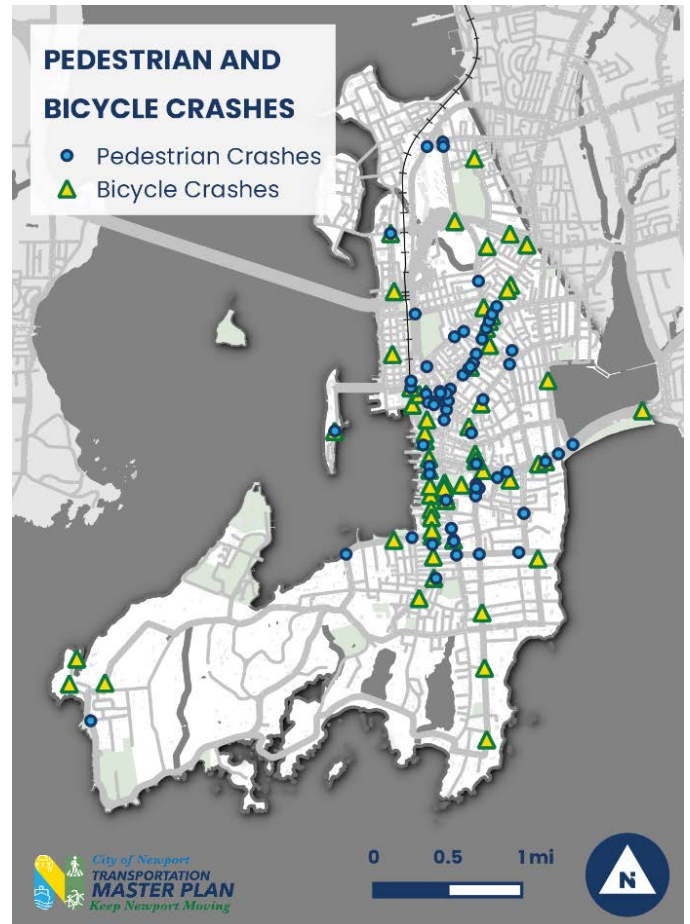 PEDESTRIAN AND
BICYCLE CRASHES
Pedestrian Crashes
Bicycle Crashes
City of Newport
TRANSPORTATION
MASTER PLAN
Keep Newport Moving
0 0.5 1 mi
N